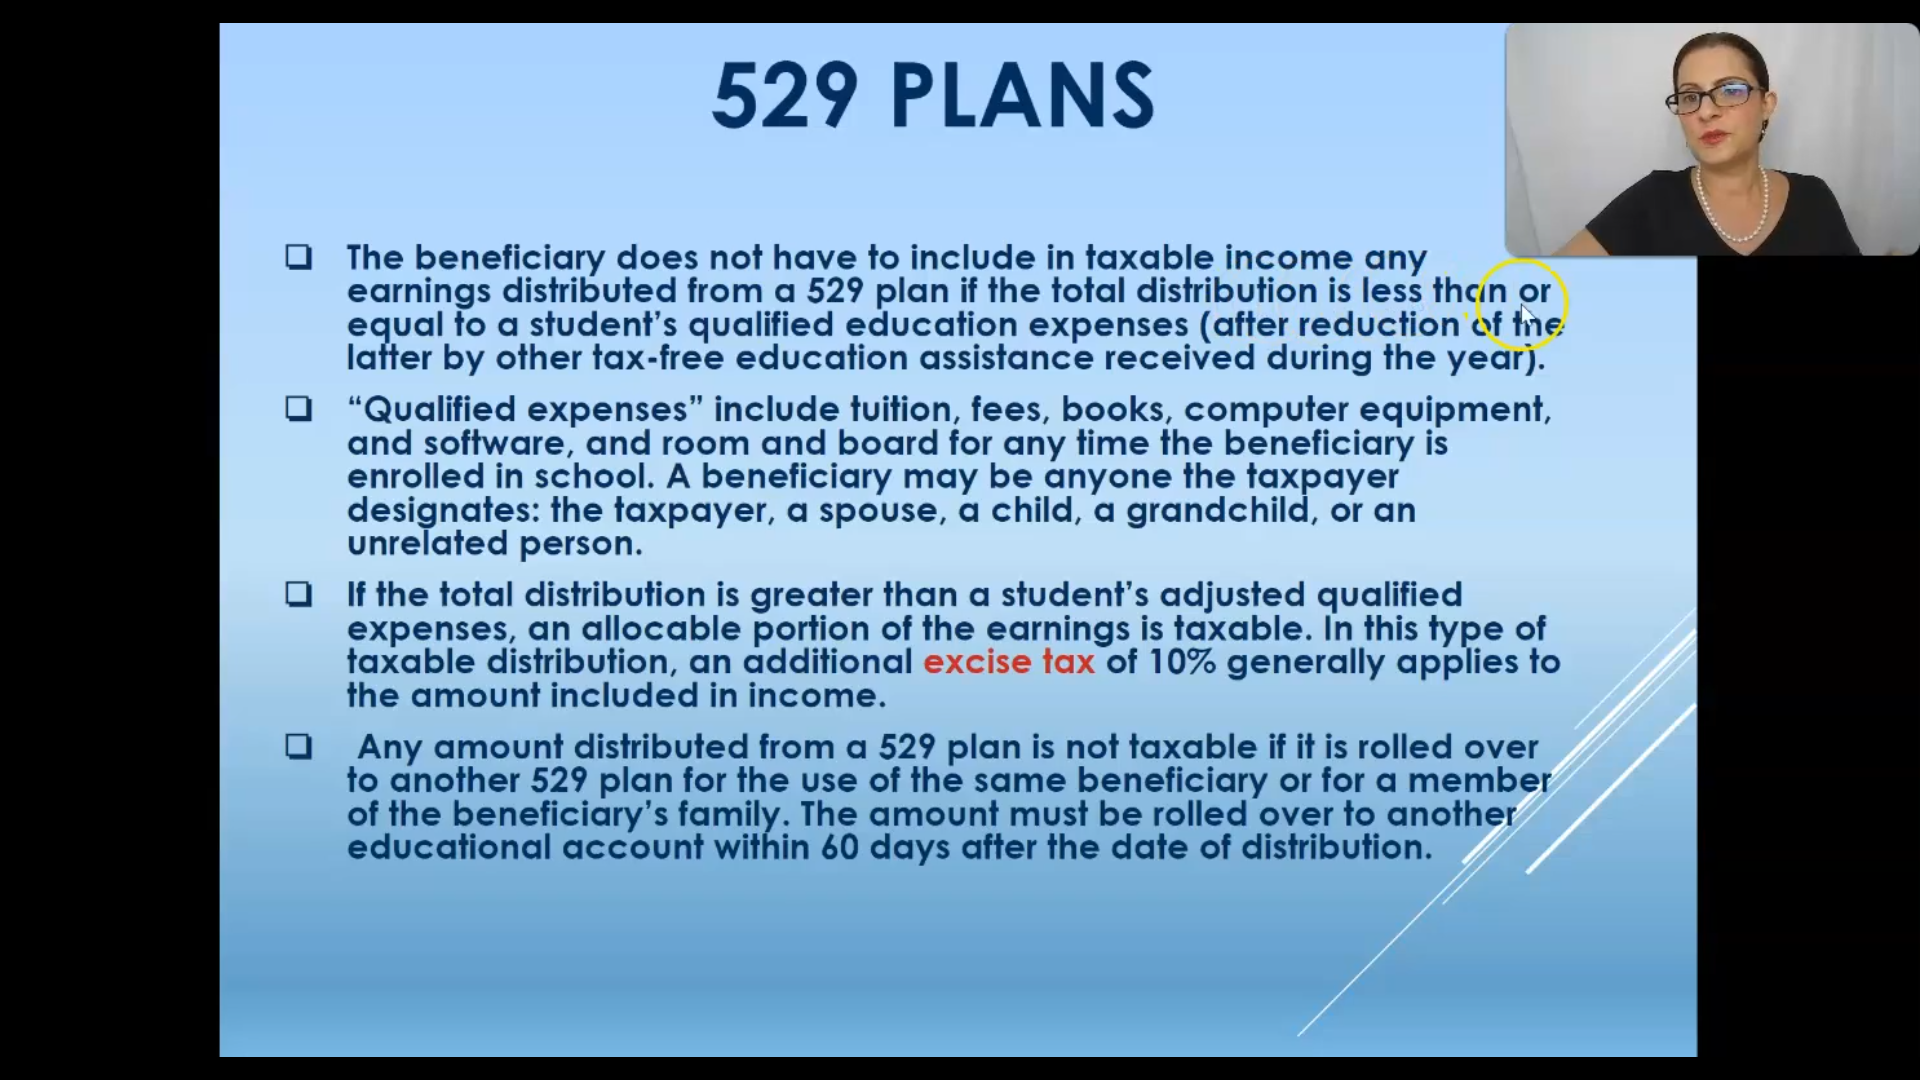 529 PLANS
The beneficiary does not have to include in taxable income any
earnings distributed from a 529 plan if the total distribution is less than or
equal to a student’s qualified education expenses (after reduction of the
latter by other tax-free education assistance received during the year).
“Qualified expenses” include tuition, fees, books, computer equipment,
and software, and room and board for any time the beneficiary is
enrolled in school. A beneficiary may be anyone the taxpayer
designates: the taxpayer, a spouse, a child, a grandchild, or an
unrelated person.
If the total distribution is greater than a student’s adjusted qualified
expenses, an allocable portion of the earnings is taxable. In this type of
taxable distribution, an additional excise tax of 10% generally applies to
the amount included in income.
Any amount distributed from a 529 plan is not taxable if it is rolled over
to another 529 plan for the use of the same beneficiary or for a member
of the beneficiary’s family. The amount must be rolled over to another
educational account within 60 days after the date of distribution.